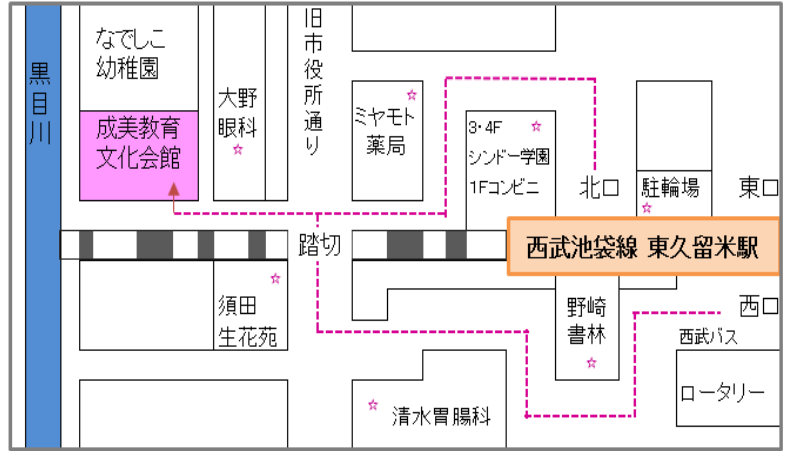 黒目川
なでしこ
幼稚園
成美教育
文化会館
大野
眼科
☆
旧市役所通り
☆
ミヤモト
薬局
3・4F ☆
シンドー学園
1Fコンビニ
北口
駐輪場
☆
東口
踏切
西武池袋線 東久留米駅
☆
須田
生花苑
野崎
書林
☆
西口
西武バス
ロータリー
☆ 清水胃腸科